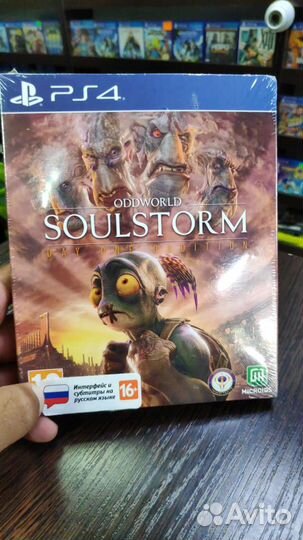 PS4
ODDWORLD
SOULSTORM
DAY ONE EDITION
Интерфейс и
субтитры на
русском языке
16+
MICROIDS
Avito